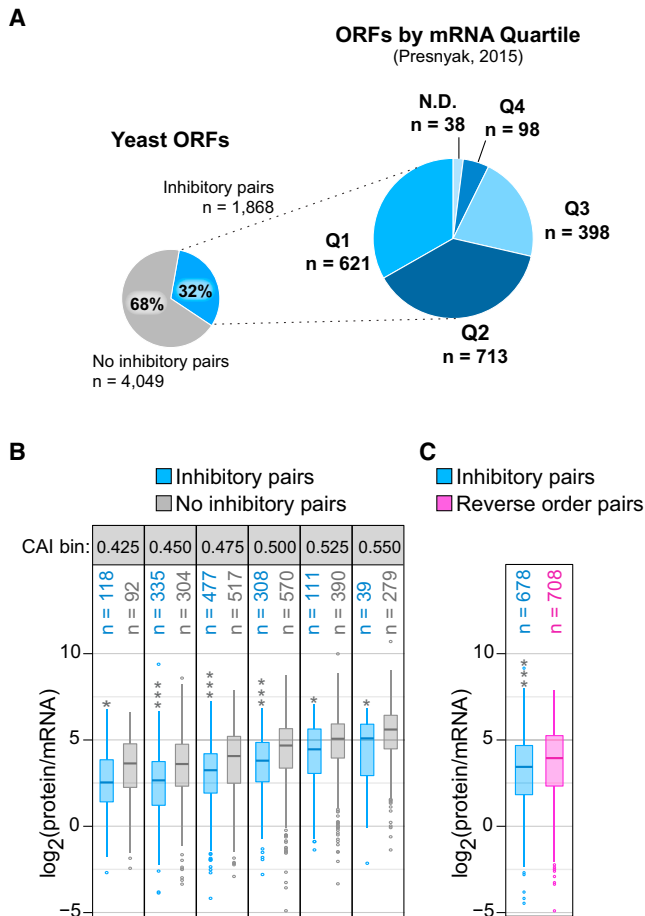 A
ORFs by mRNA Quartile
(Presnyak, 2015)
N.D.
n = 38
Q4
n = 98
Yeast ORFs
Inhibitory pairs
n = 1,868
Q3
n = 398
Q1
n = 621
68%
32%
Q2
n = 713
No inhibitory pairs
n = 4,049
B
Inhibitory pairs
No inhibitory pairs
CAI bin: 0.425 0.450 0.475 0.500 0.525 0.550
n = 118
n = 92
n = 335
n = 304
n = 477
n = 517
n = 308
n = 570
n = 111
n = 390
n = 39
n = 279
* *** *** *** * *
log2(protein/mRNA)
10
5
0
−5
C
Inhibitory pairs
Reverse order pairs
n = 678
n = 708
***
log2(protein/mRNA)
10
5
0
−5